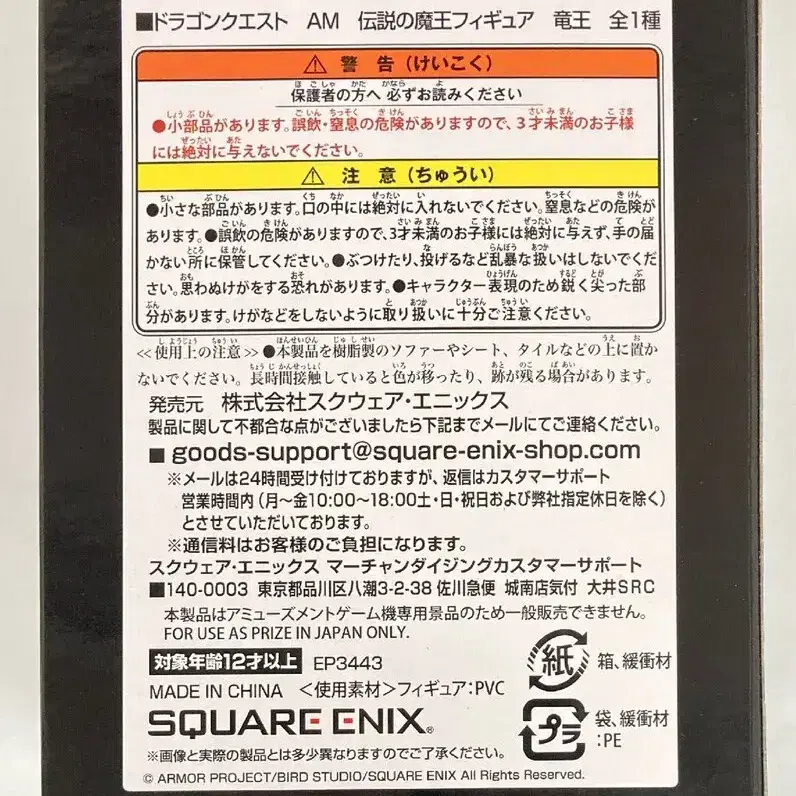 ■ドラゴンクエスト AM 伝説の魔王フィギュア 竜王 全1種
⚠ 警告（けいこく）
保護者の方へ 必ずお読みください
●小部品があります。誤飲・窒息の危険がありますので、3才未満のお子様
には絶対に与えないでください。
⚠ 注意（ちゅうい）
●小さな部品があります。口の中には絶対に入れないでください。窒息などの危険が
あります。●誤飲の危険がありますので、3才未満のお子様には絶対に与えず、手の届
かない所に保管してください。●ぶつけたり、投げるなど乱暴な扱いはしないでくだ
さい。思わぬけがをする恐れがあります。●キャラクター表現のため鋭く尖った部
分があります。けがなどをしないように取り扱いに十分ご注意ください。
≪使用上の注意≫●本製品を樹脂製のソファーやシート、タイルなどの上に置か
ないでください。長時間接触していると色が移ったり、跡が残る場合があります。
発売元 株式会社スクウェア・エニックス
製品に関して不都合な点がございましたら下記までメールにてご連絡ください。
■ goods-support@square-enix-shop.com
※メールは24時間受け付けておりますが、返信はカスタマーサポート
営業時間内（月～金10:00～18:00土・日・祝日および弊社指定休日を除く）
とさせていただいております。
※通信料はお客様のご負担になります。
スクウェア・エニックス マーチャンダイジングカスタマーサポート
■140-0003 東京都品川区八潮3-2-38 佐川急便 城南店気付 大井SRC
本製品はアミューズメントゲーム機専用景品のため一般販売できません。
FOR USE AS PRIZE IN JAPAN ONLY.
対象年齢12才以上 EP3443
紙 箱、緩衝材
MADE IN CHINA ＜使用素材＞フィギュア：PVC
SQUARE ENIX®
プラ 袋、緩衝材
:PE
※画像と実際の製品とは多少異なりますのでご了承ください。
© ARMOR PROJECT/BIRD STUDIO/SQUARE ENIX All Rights Reserved.